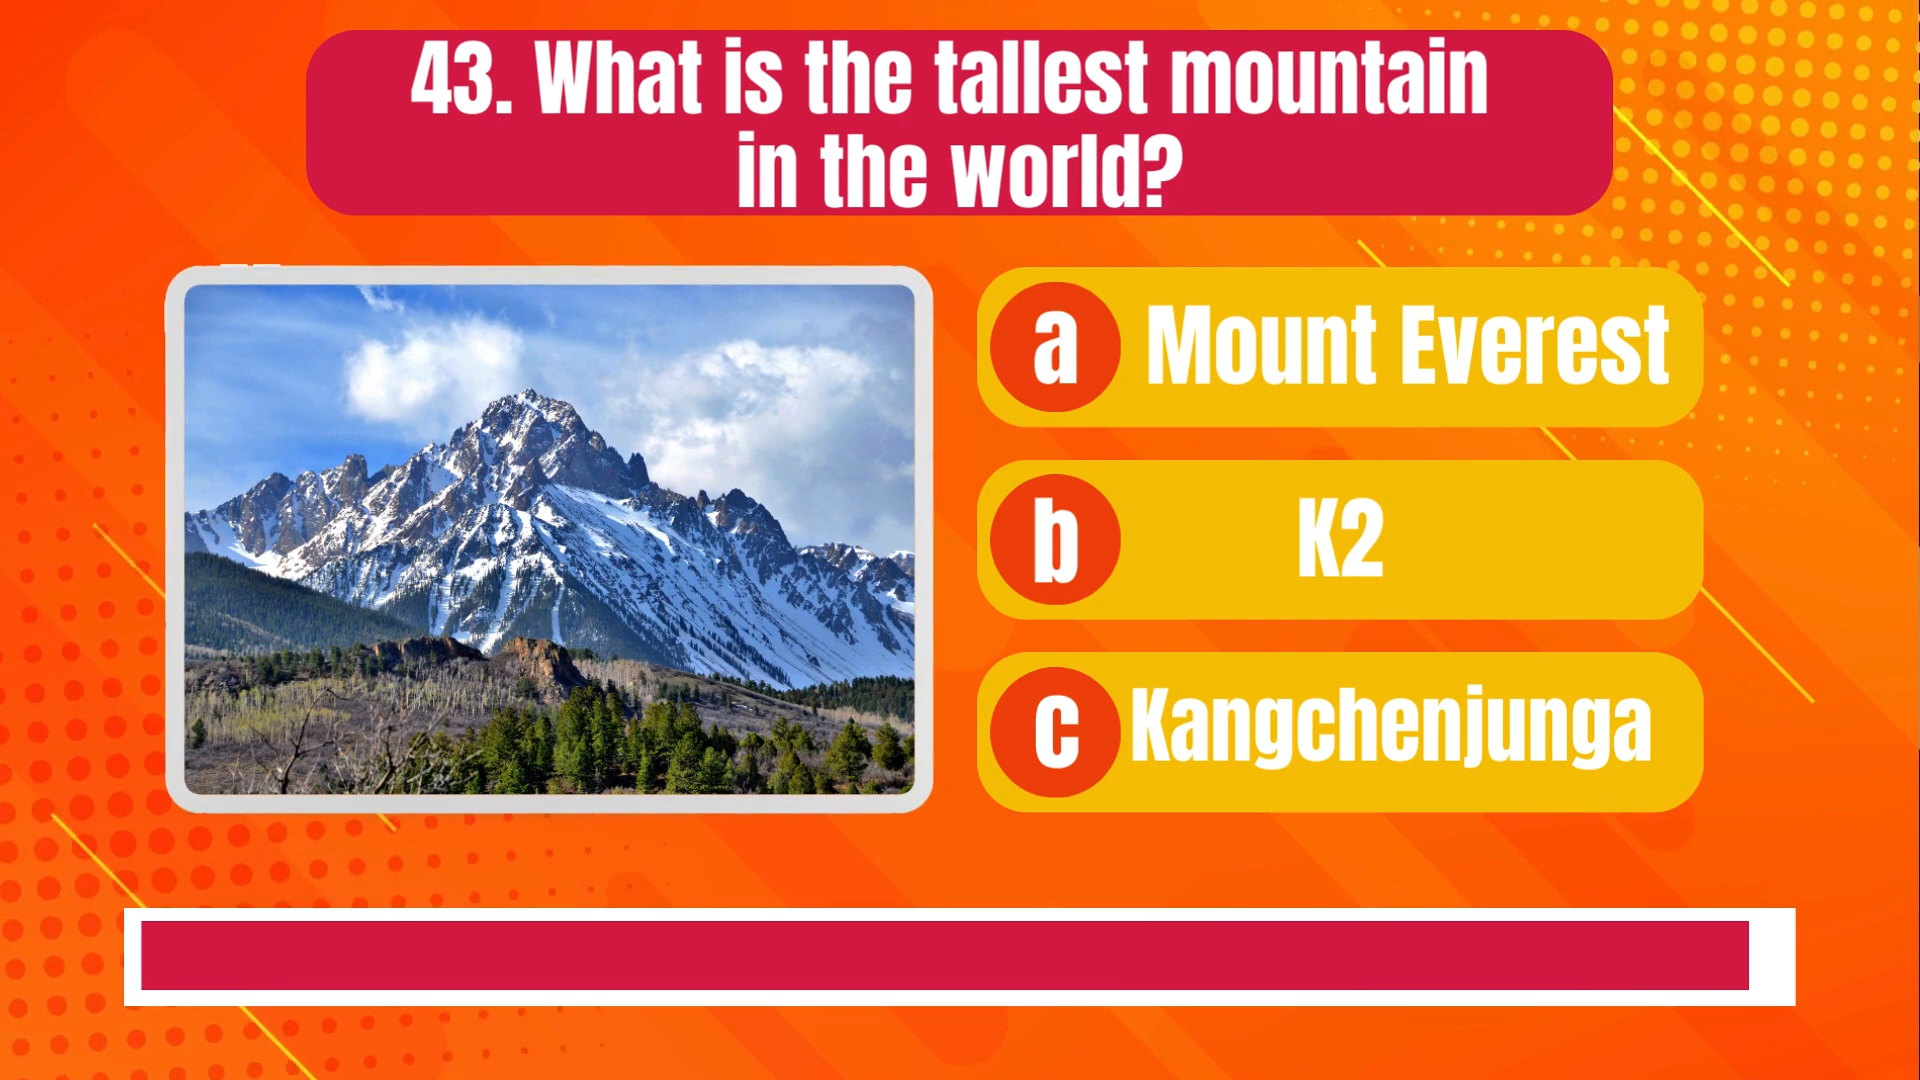 43. What is the tallest mountain
in the world?
a Mount Everest
b K2
c Kangchenjunga